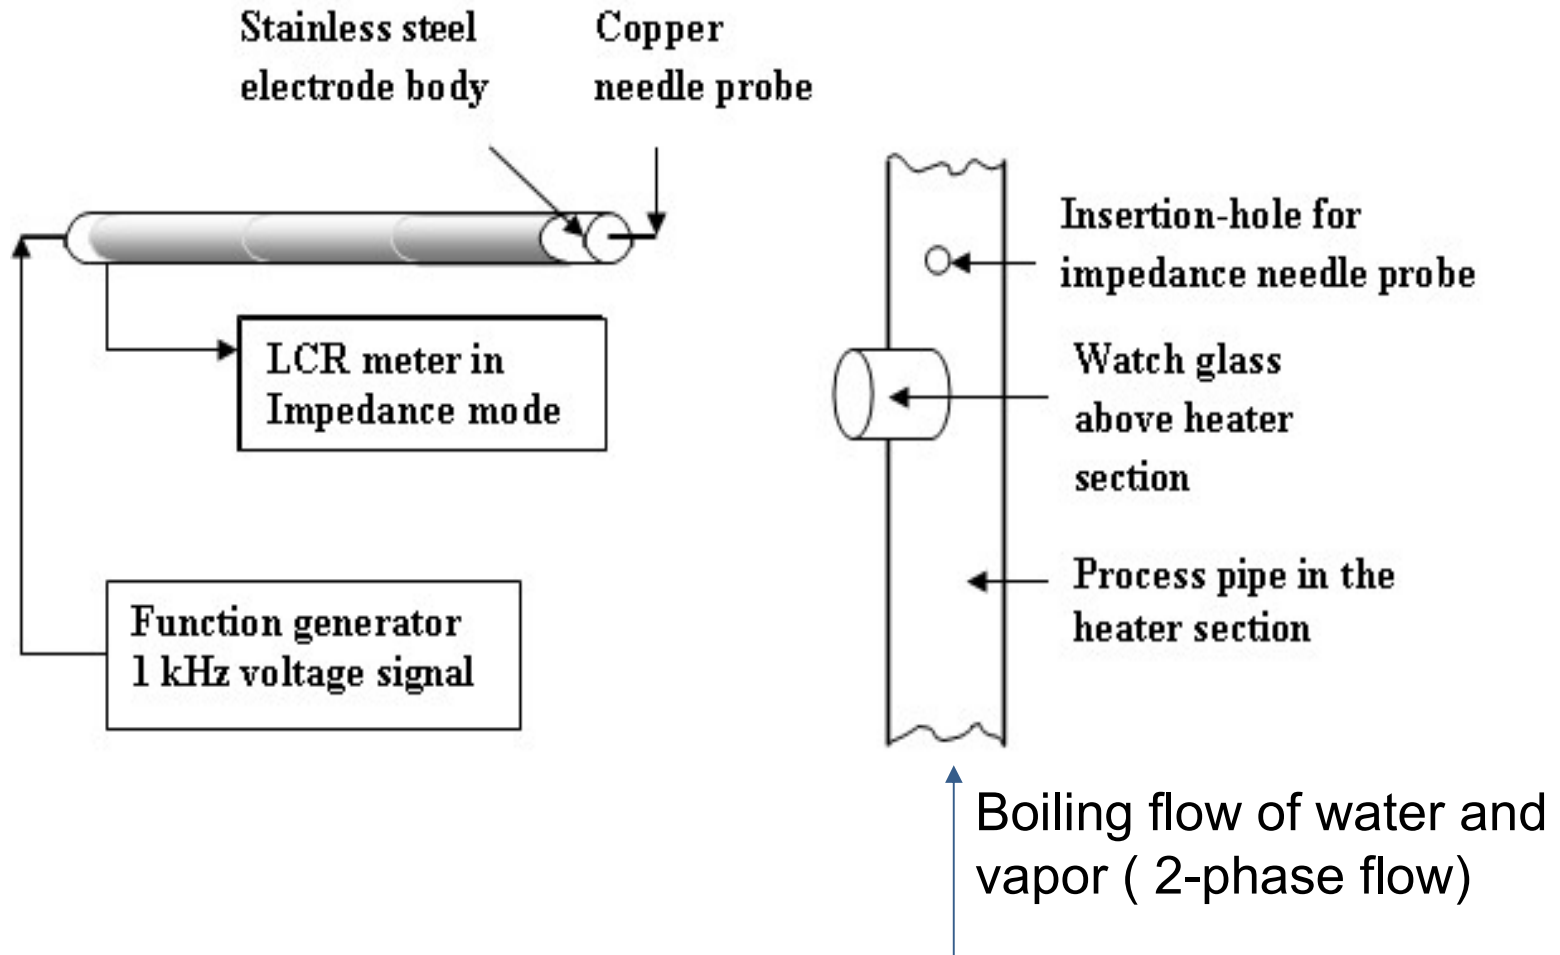 Stainless steel
electrode body
Copper
needle probe
LCR meter in
Impedance mode
Function generator
1 kHz voltage signal
Insertion-hole for
impedance needle probe
Watch glass
above heater
section
Process pipe in the
heater section
Boiling flow of water and
vapor ( 2-phase flow)